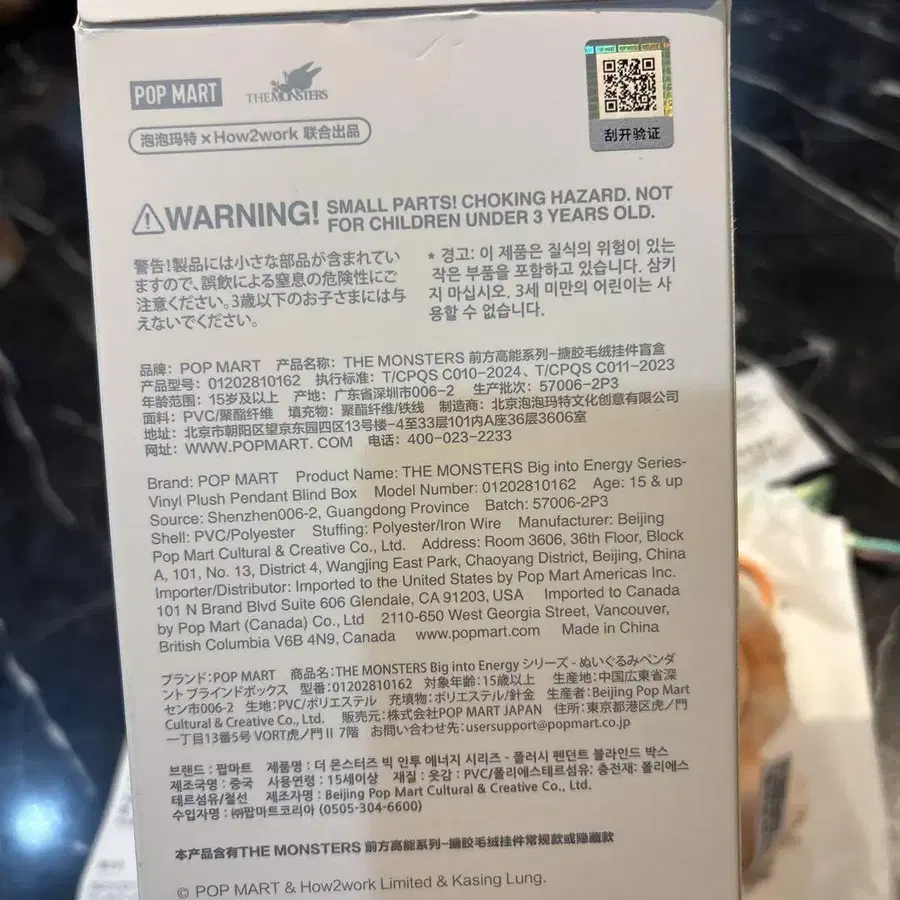 POP MART
THE MONSTERS
泡泡玛特 x How2work 联合出品
刮开验证
WARNING! SMALL PARTS! CHOKING HAZARD. NOT
FOR CHILDREN UNDER 3 YEARS OLD.
警告!製品には小さな部品が含まれてい
ますので、誤飲による窒息の危険性にご
注意ください。3歳以下のお子さまには与
えないでください。
* 경고: 이 제품은 질식의 위험이 있는
작은 부품을 포함하고 있습니다. 삼키
지 마십시오. 3세 미만의 어린이는 사
용할 수 없습니다.
品牌: POP MART 产品名称: THE MONSTERS 前方高能系列-搪胶毛绒挂件盲盒
产品型号: 01202810162 执行标准: T/CPQS C010-2024、T/CPQS C011-2023
年龄范围: 15岁及以上 产地: 广东省深圳市006-2 生产批次: 57006-2P3
面料: PVC/聚酯纤维 填充物: 聚酯纤维/铁线 制造商: 北京泡泡玛特文化创意有限公司
地址: 北京市朝阳区望京东园四区13号楼-4至33层101内A座36层3606室
网址: WWW.POPMART.COM 电话: 400-023-2233
Brand: POP MART Product Name: THE MONSTERS Big into Energy Series-
Vinyl Plush Pendant Blind Box Model Number: 01202810162 Age: 15 & up
Source: Shenzhen006-2, Guangdong Province Batch: 57006-2P3
Shell: PVC/Polyester Stuffing: Polyester/Iron Wire Manufacturer: Beijing
Pop Mart Cultural & Creative Co., Ltd. Address: Room 3606, 36th Floor, Block
A, 101, No. 13, District 4, Wangjing East Park, Chaoyang District, Beijing, China
Importer/Distributor: Imported to the United States by Pop Mart Americas Inc.
101 N Brand Blvd Suite 606 Glendale, CA 91203, USA Imported to Canada
by Pop Mart (Canada) Co., Ltd 2110-650 West Georgia Street, Vancouver,
British Columbia V6B 4N9, Canada www.popmart.com Made in China
ブランド:POP MART 商品名:THE MONSTERS Big into Energy シリーズ - ぬいぐるみペンダ
ント ブラインドボックス 型番:01202810162 対象年齢:15歳以上 生産地:中国広東省深
セン市006-2 生地:PVC/ポリエステル 充填物:ポリエステル/針金 生産者:Beijing Pop Mart
Cultural & Creative Co., Ltd. 販売元:株式会社POP MART JAPAN 住所:東京都港区虎ノ門
一丁目13番5号 VORT虎ノ門Ⅱ 7階 お問い合わせ先:usersupport@popmart.co.jp
브랜드 : 팝마트 제품명 : 더 몬스터즈 빅 인투 에너지 시리즈 - 플러시 펜던트 블라인드 박스
제조국명 : 중국 사용연령 : 15세이상 재질 : 옷감 : PVC/폴리에스테르섬유; 충전재: 폴리에스
테르섬유/철선 제조자명 : Beijing Pop Mart Cultural & Creative Co., Ltd.
수입자명 : ㈜팝마트코리아 (0505-304-6600)
本产品含有THE MONSTERS 前方高能系列-搪胶毛绒挂件常规款或隐藏款
© POP MART & How2work Limited & Kasing Lung.